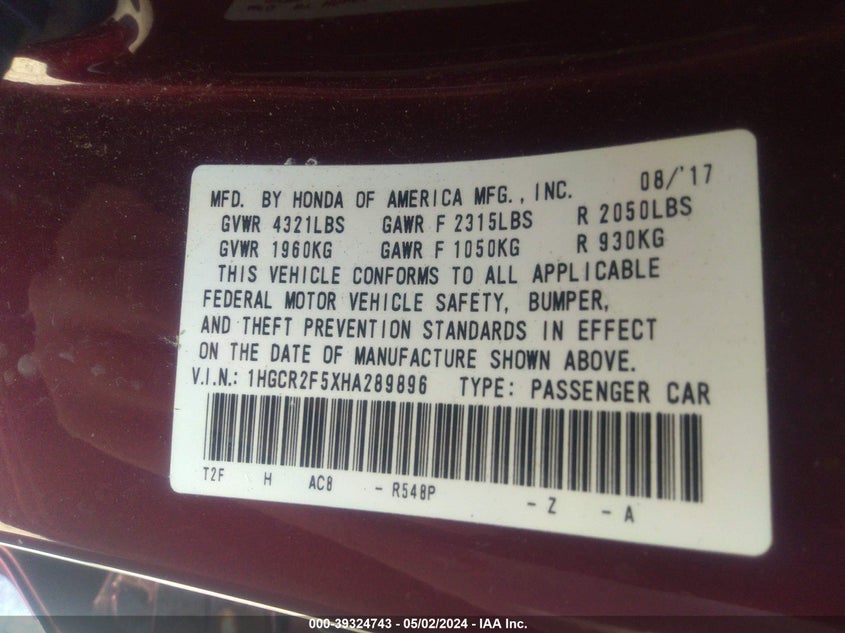 MFD. BY HONDA OF AMERICA MFG., INC. 08/'17
GVWR 4321LBS GAWR F 2315LBS R 2050LBS
GVWR 1960KG GAWR F 1050KG R 930KG
THIS VEHICLE CONFORMS TO ALL APPLICABLE
FEDERAL MOTOR VEHICLE SAFETY, BUMPER,
AND THEFT PREVENTION STANDARDS IN EFFECT
ON THE DATE OF MANUFACTURE SHOWN ABOVE.
V.I.N.: 1HGCR2F5XHA289896 TYPE: PASSENGER CAR
T2F H AC8 - R548P - Z - A
000-39324743 - 05/02/2024 - IAA Inc.